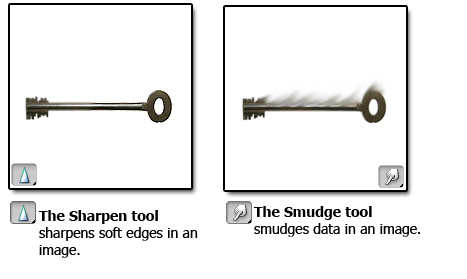 The Sharpen tool
sharpens soft edges in an
image.
The Smudge tool
smudges data in an image.